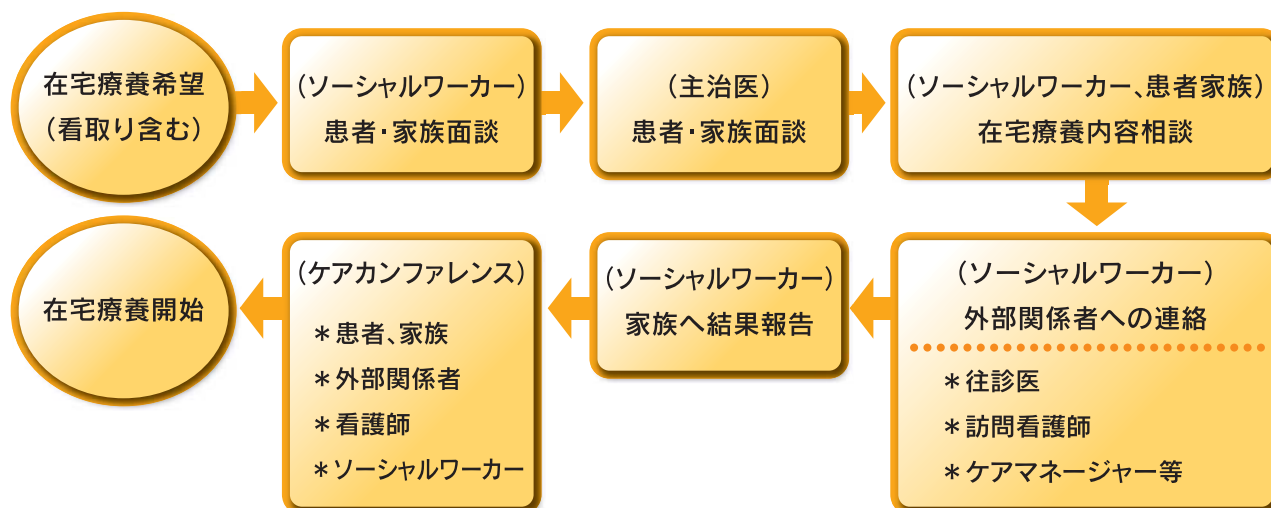 在宅療養希望
（看取り含む）
（ソーシャルワーカー）
患者・家族面談
（主治医）
患者・家族面談
（ソーシャルワーカー、患者家族）
在宅療養内容相談
（ソーシャルワーカー）
外部関係者への連絡
＊往診医
＊訪問看護師
＊ケアマネージャー等
（ソーシャルワーカー）
家族へ結果報告
（ケアカンファレンス）
＊患者、家族
＊外部関係者
＊看護師
＊ソーシャルワーカー
在宅療養開始